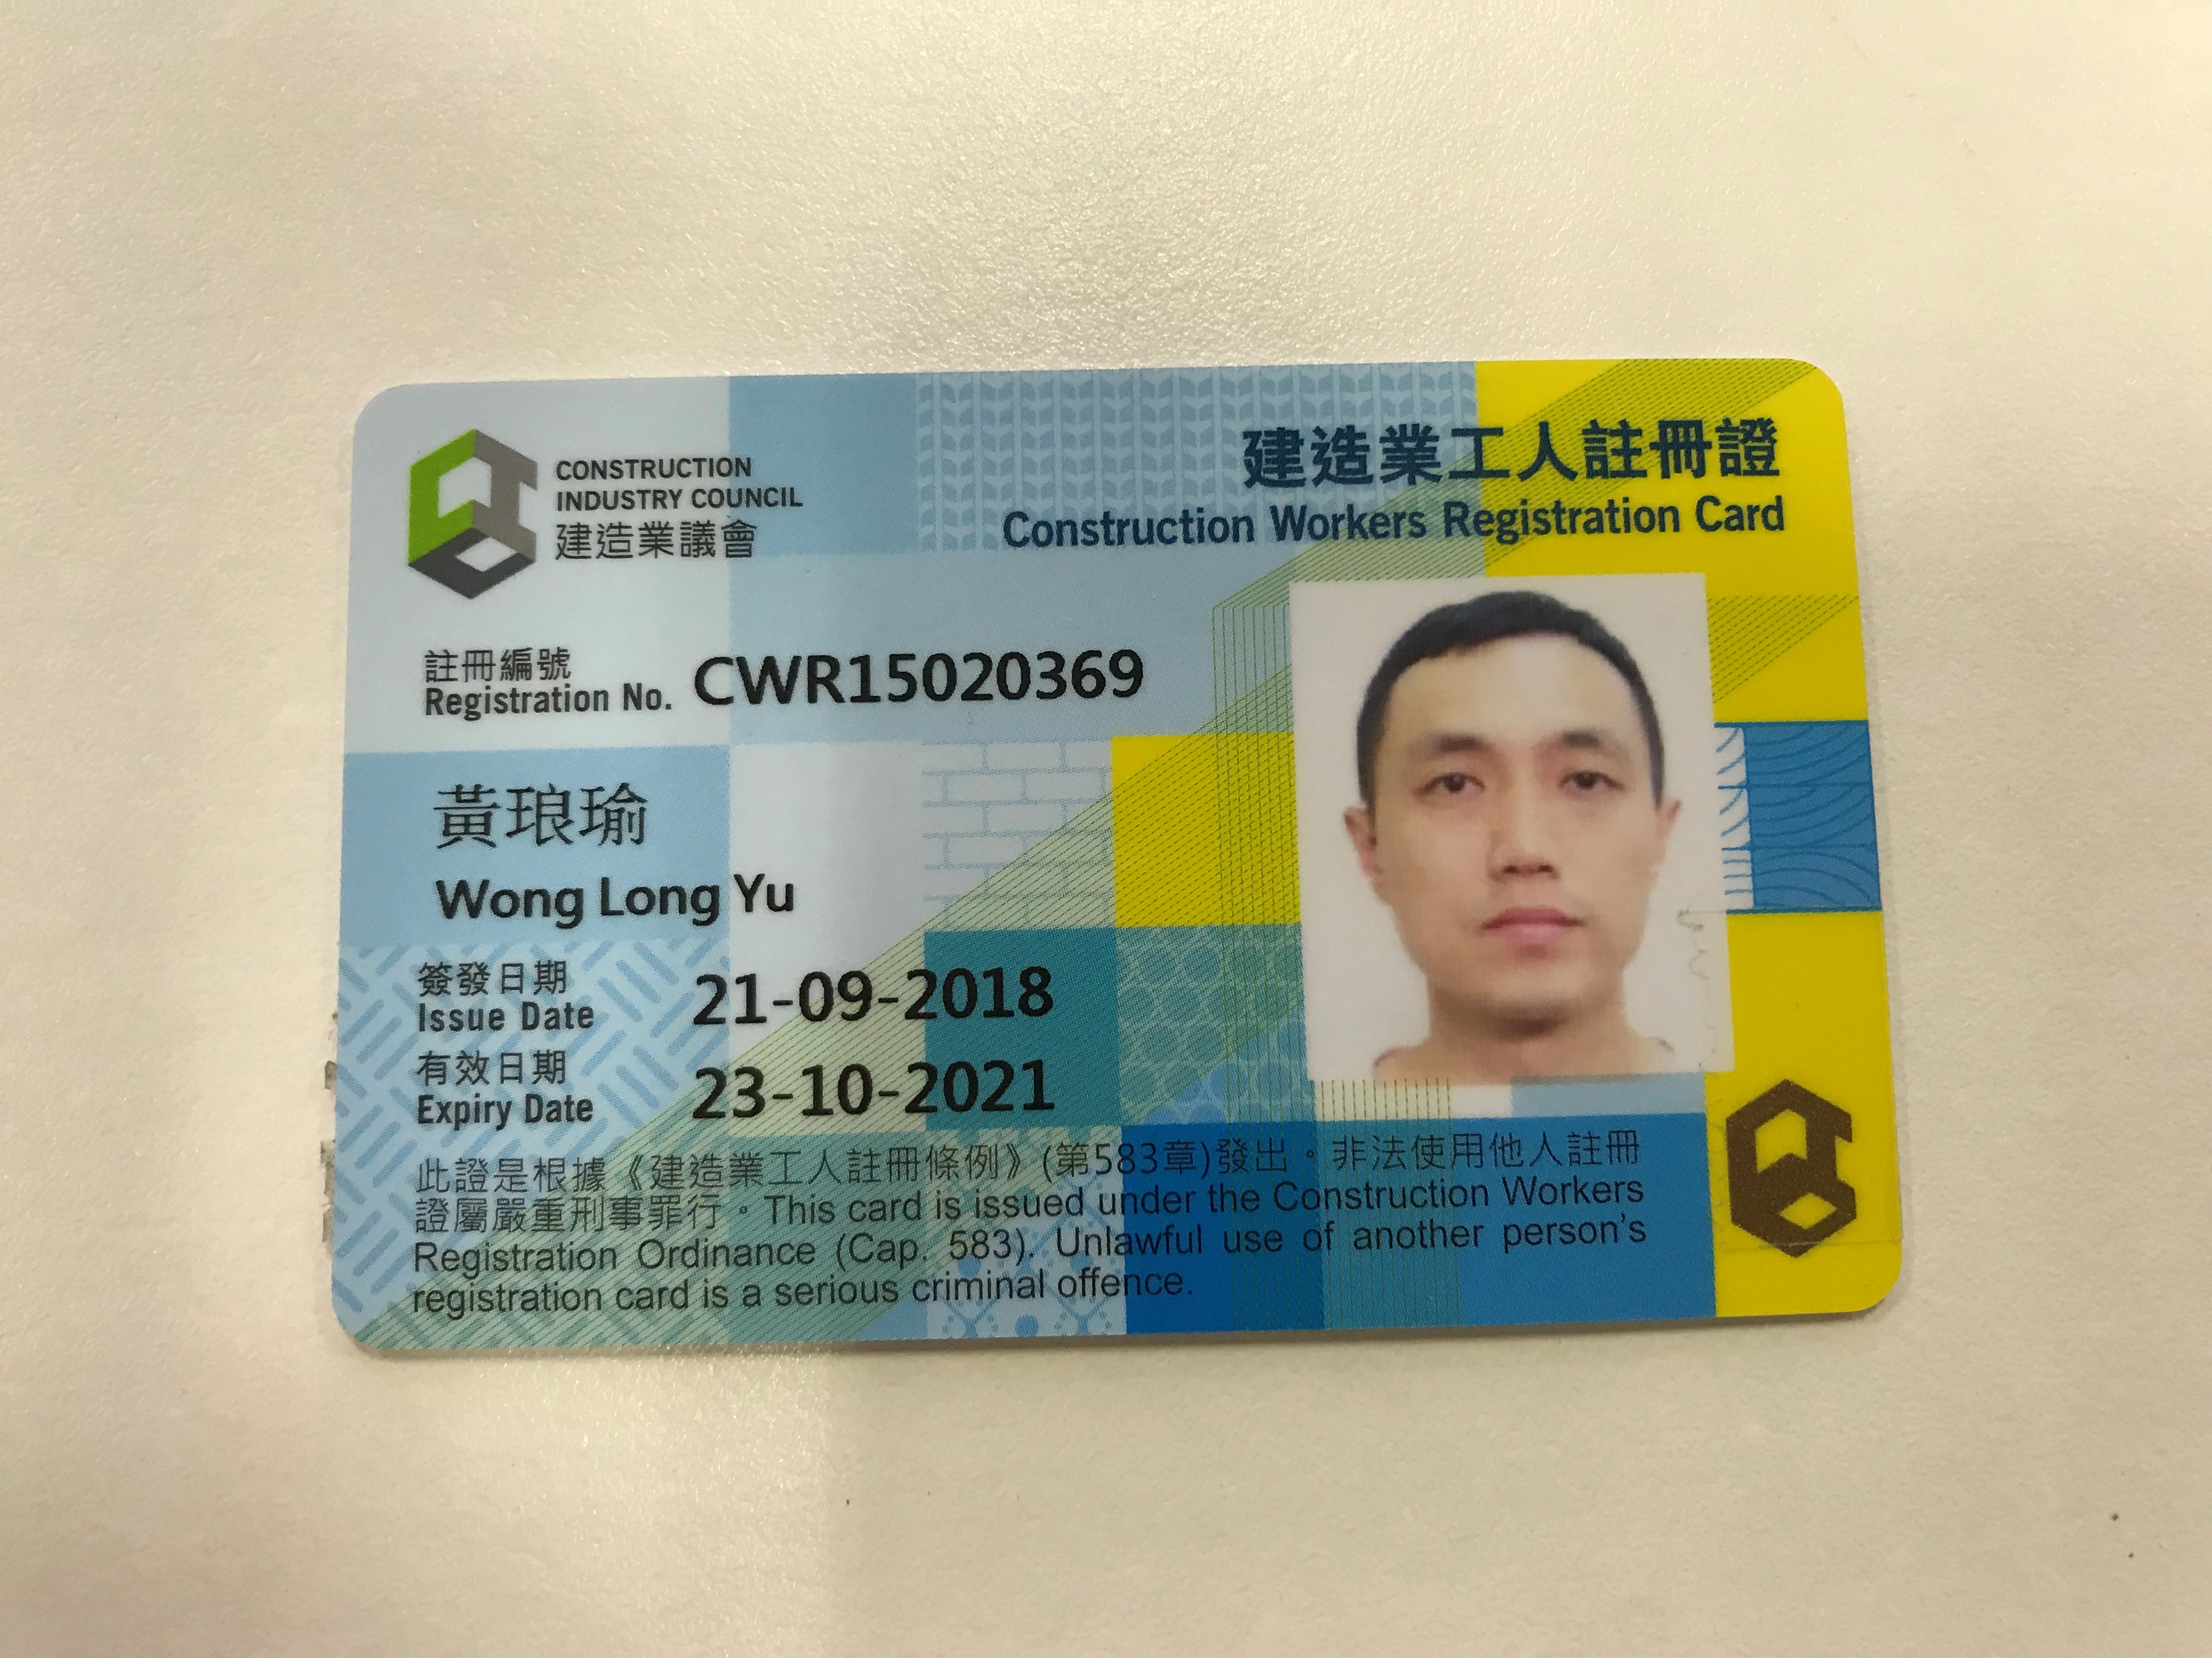 CONSTRUCTION
INDUSTRY COUNCIL
建造業議會
建造業工人註冊證
Construction Workers Registration Card
註冊編號
Registration No. CWR15020369
黃琅瑜
Wong Long Yu
簽發日期
Issue Date 21-09-2018
有效日期
Expiry Date 23-10-2021
此證是根據《建造業工人註冊條例》(第583章)發出。非法使用他人註冊
證屬嚴重刑事罪行。This card is issued under the Construction Workers
Registration Ordinance (Cap. 583). Unlawful use of another person's
registration card is a serious criminal offence.